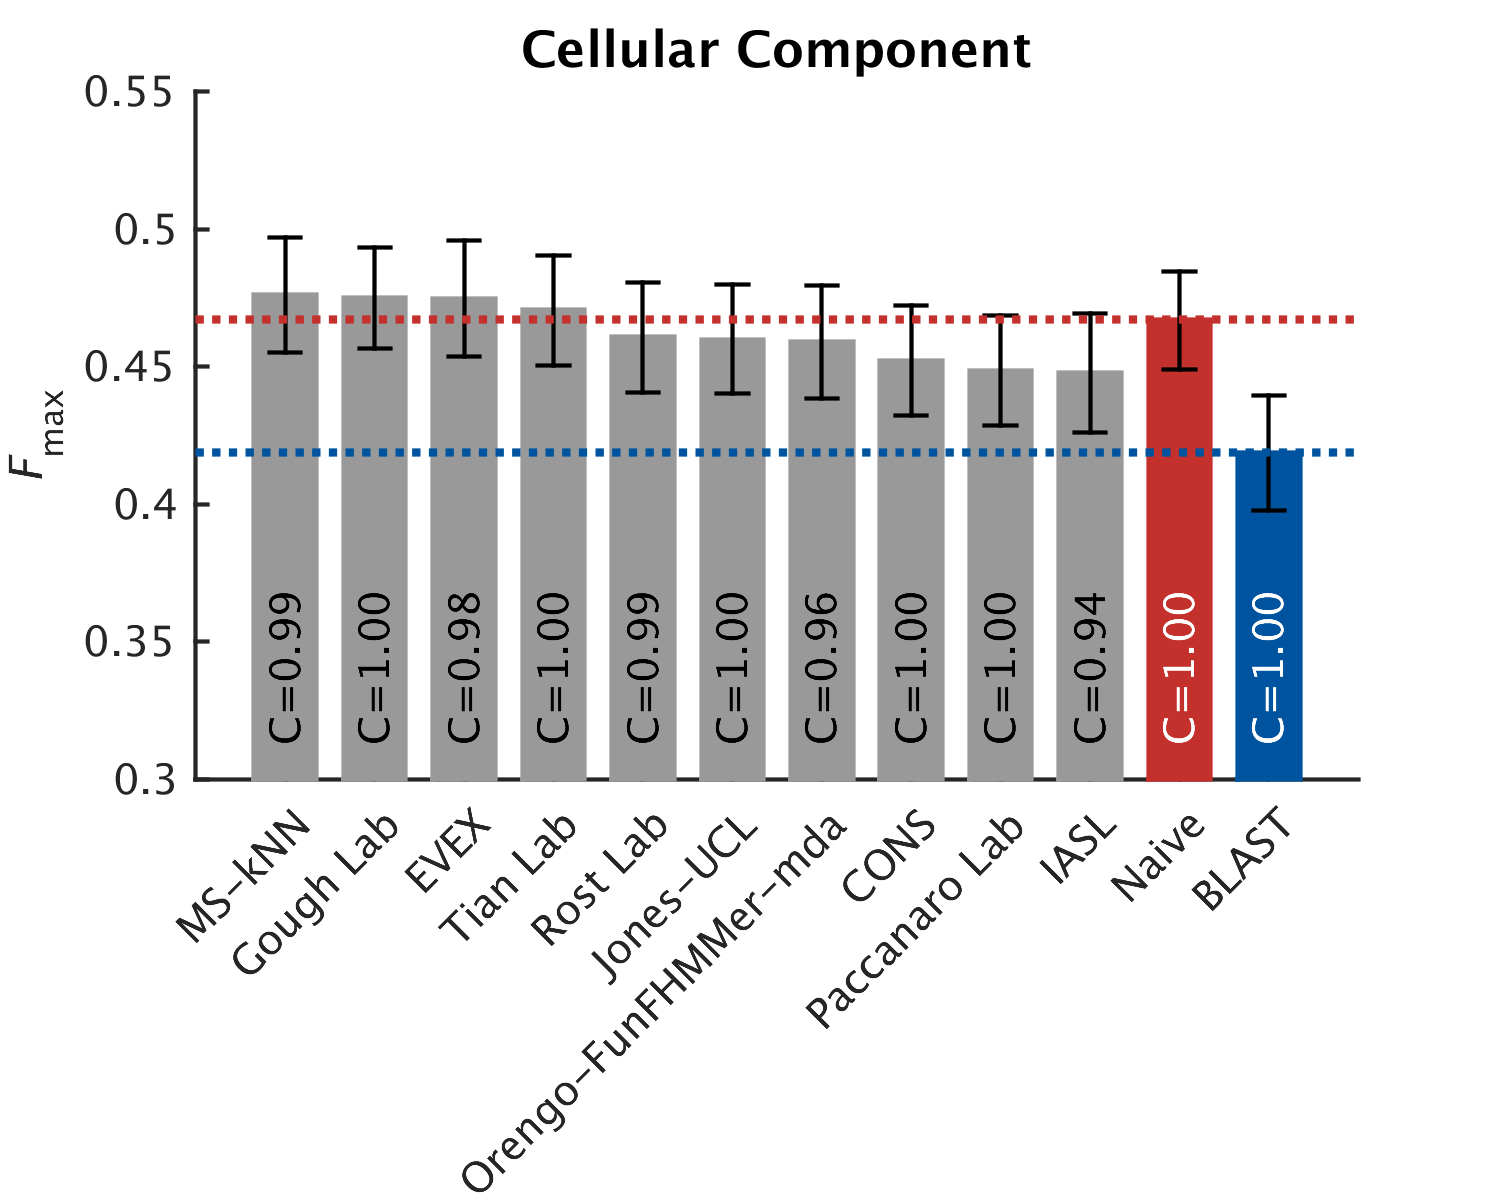 Cellular Component
0.55
0.5
0.45
0.4
0.35
0.3
Fmax
C=0.99
C=1.00
C=0.98
C=1.00
C=0.99
C=1.00
C=0.96
C=1.00
C=1.00
C=0.94
C=1.00
C=1.00
MS-kNN
Gough Lab
EVEX
Tian Lab
Rost Lab
Jones-UCL
Orengo-FunFHMMer-mda
CONS
Paccanaro Lab
IASL
Naive
BLAST